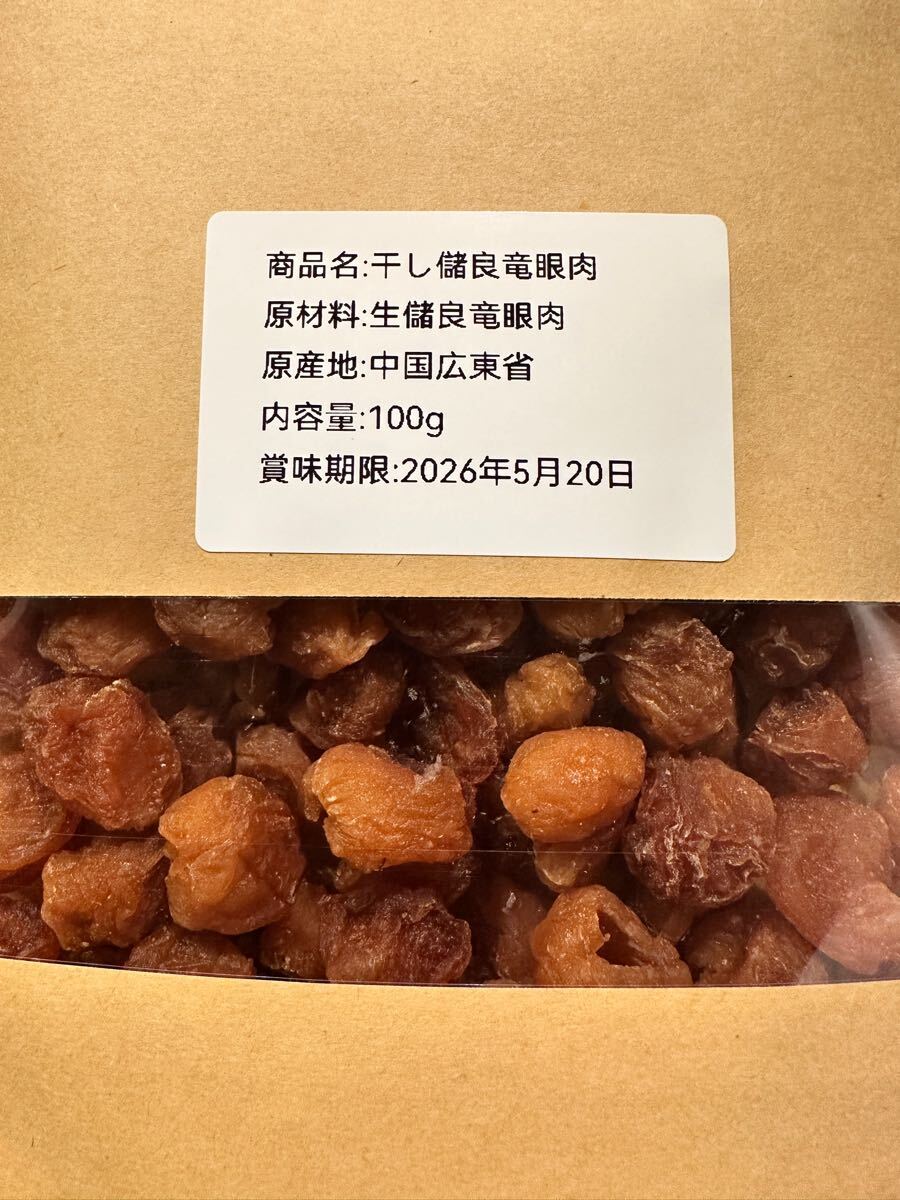 商品名:干し儲良竜眼肉
原材料:生儲良竜眼肉
原産地:中国広東省
内容量:100g
賞味期限:2026年5月20日